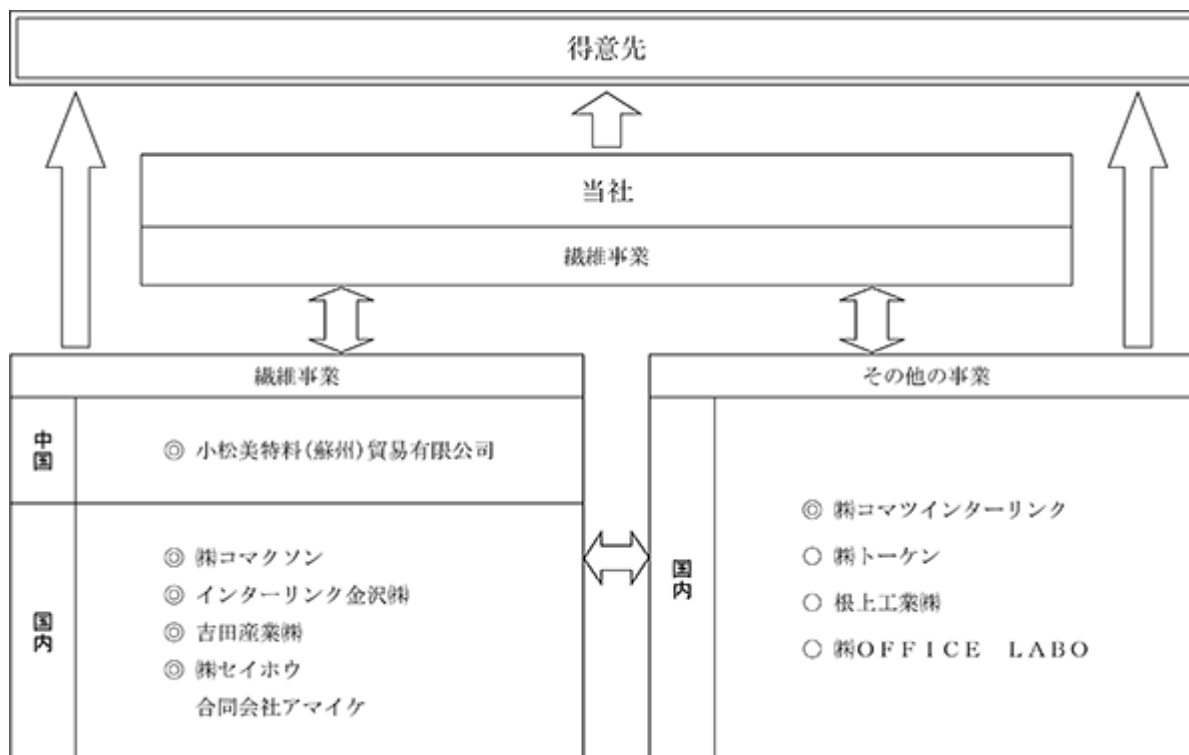 得意先
当社
繊維事業
繊維事業
中国
◎ 小松美特料(蘇州)貿易有限公司
国内
◎ ㈱コマクソン
◎ インターリンク金沢㈱
◎ 吉田産業㈱
◎ ㈱セイホウ
合同会社アマイケ
その他の事業
国内
◎ ㈱コマツインターリンク
○ ㈱トーケン
○ 根上工業㈱
○ ㈱ＯＦＦＩＣＥ　ＬＡＢＯ